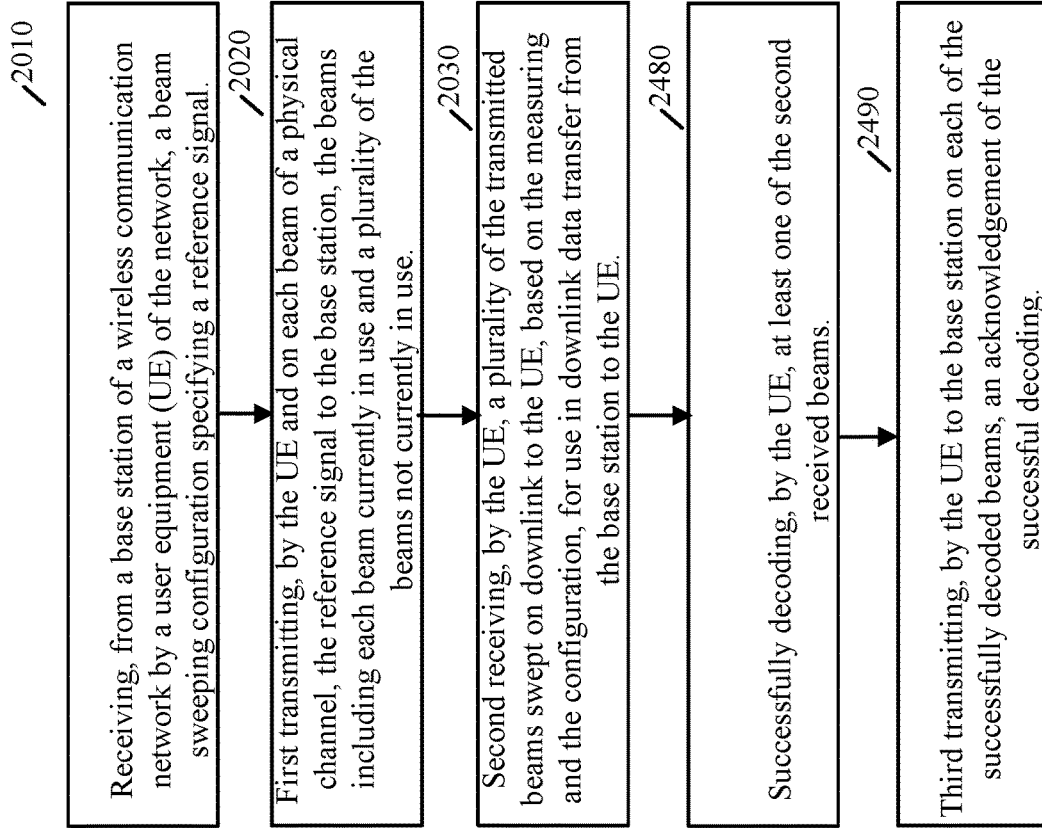 2010
Receiving, from a base station of a wireless communication
network by a user equipment (UE) of the network, a beam
sweeping configuration specifying a reference signal.
2020
First transmitting, by the UE and on each beam of a physical
channel, the reference signal to the base station, the beams
including each beam currently in use and a plurality of the
beams not currently in use.
2030
Second receiving, by the UE, a plurality of the transmitted
beams swept on downlink to the UE, based on the measuring
and the configuration, for use in downlink data transfer from
the base station to the UE.
2480
Successfully decoding, by the UE, at least one of the second
received beams.
2490
Third transmitting, by the UE to the base station on each of the
successfully decoded beams, an acknowledgement of the
successful decoding.